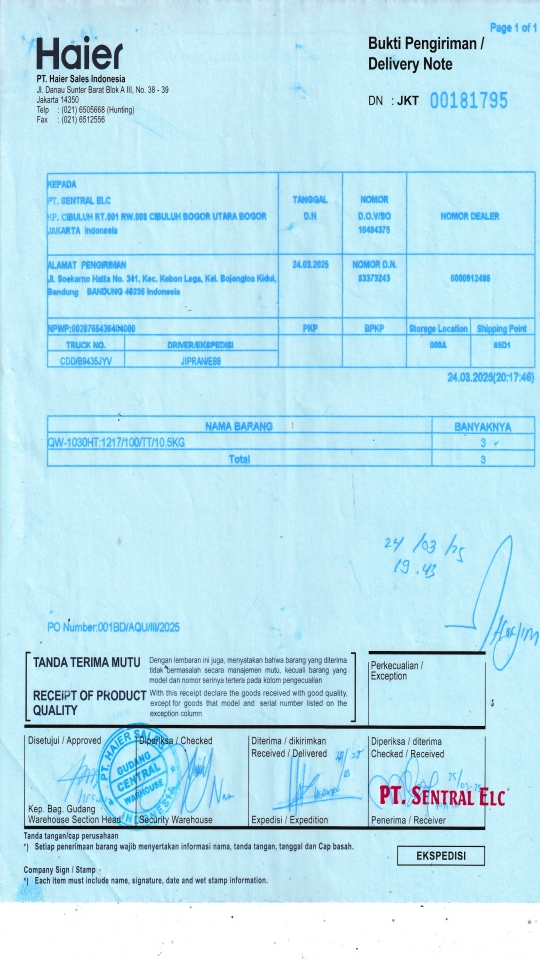 Page 1 of 1
Haier
Bukti Pengiriman /
Delivery Note
PT. Haier Sales Indonesia
Jl. Danau Sunter Barat Blok A III, No. 38 - 39
Jakarta 14350
Telp : (021) 6505668 (Hunting)
Fax : (021) 6512556
DN : JKT 00181795
KEPADA
PT. SENTRAL ELC
KP. CIBULUH RT.001 RW.008 CIBULUH BOGOR UTARA BOGOR
JAKARTA Indonesia
TANGGAL
D.N
NOMOR
D.O.V/SO
16484375
NOMOR DEALER
ALAMAT PENGIRIMAN
Jl. Soekarno Hatta No. 341, Kec. Kebon Lega, Kel. Bojongloa Kidul,
Bandung BANDUNG 40235 Indonesia
24.03.2025
NOMOR D.N.
83373243
6000512486
PKP BPKP Storage Location Shipping Point
TRUCK NO. DRIVER/EKSPEDISI
CDD/B9435JYV JIPRAN/E86
24.03.2025(20:17:46)
NAMA BARANG BANYAKNYA
QW-1030HT:1217/100/TT/10.5KG 3
Total 3
24/03/25
19.43
PO Number:001BD/AQU/III/2025
TANDA TERIMA MUTU
Dengan lembaran ini juga, menyatakan bahwa barang yang diterima
tidak bermasalah secara manajemen mutu, kecuali barang yang
model dan nomor serinya tertera pada kolom pengecualian
RECEIPT OF PRODUCT
QUALITY
With this receipt declare the goods received with good quality,
except for goods that model and serial number listed on the
exception column
Perkecualian /
Exception
Disetujui / Approved
Diperiksa / Checked
Diterima / dikirimkan
Received / Delivered
Diperiksa / diterima
Checked / Received
PT. HAIER SALES INDONESIA
GUDANG
CENTRAL
WAREHOUSE
PT. SENTRAL ELC
Kep. Bag. Gudang
Warehouse Section Head
Security Warehouse
Expedisi / Expedition
Penerima / Receiver
Tanda tangan/cap perusahaan
*) Setiap penerimaan barang wajib menyertakan informasi nama, tanda tangan, tanggal dan Cap basah.
EKSPEDISI
Company Sign / Stamp
*) Each item must include name, signature, date and wet stamp information.